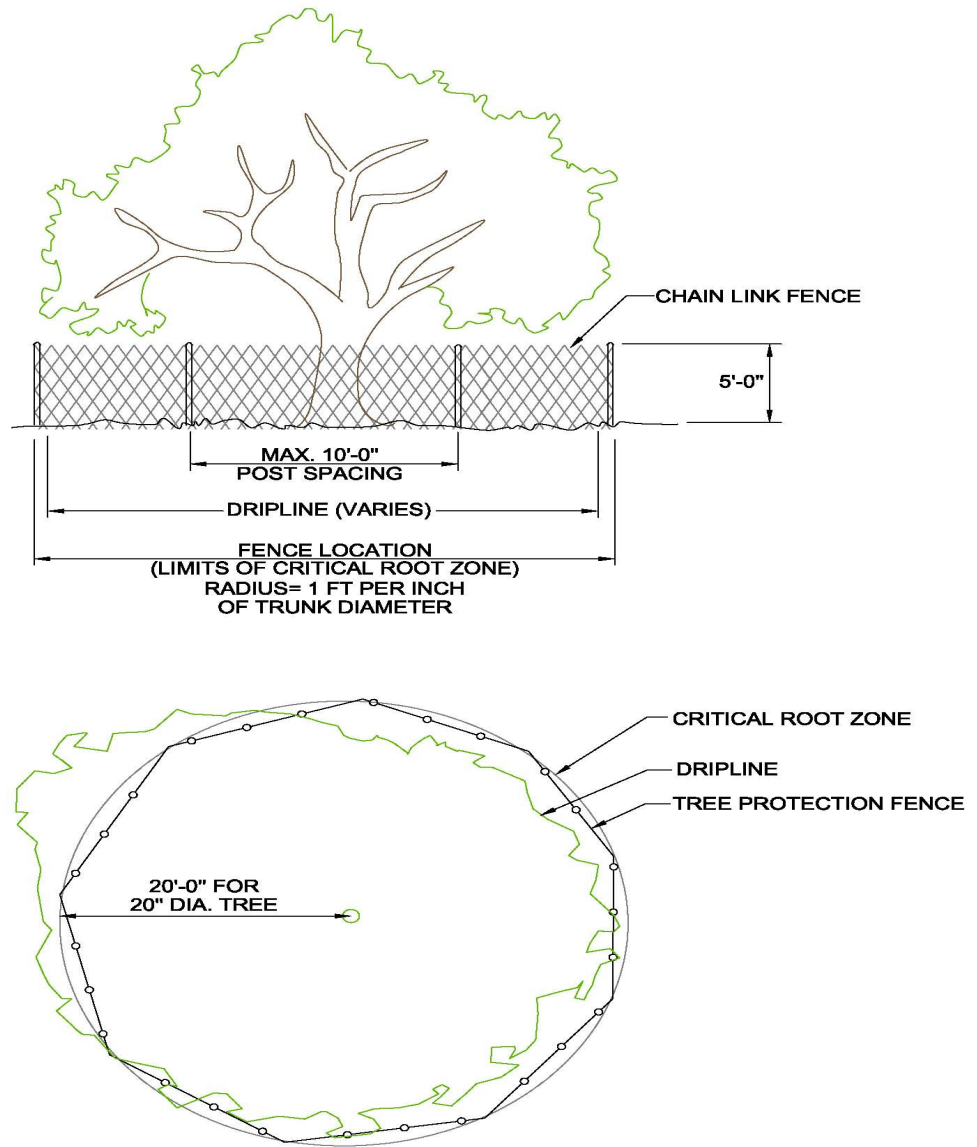 CHAIN LINK FENCE
5'-0"
MAX. 10'-0"
POST SPACING
DRIPLINE (VARIES)
FENCE LOCATION
(LIMITS OF CRITICAL ROOT ZONE)
RADIUS= 1 FT PER INCH
OF TRUNK DIAMETER
CRITICAL ROOT ZONE
DRIPLINE
TREE PROTECTION FENCE
20'-0" FOR
20" DIA. TREE